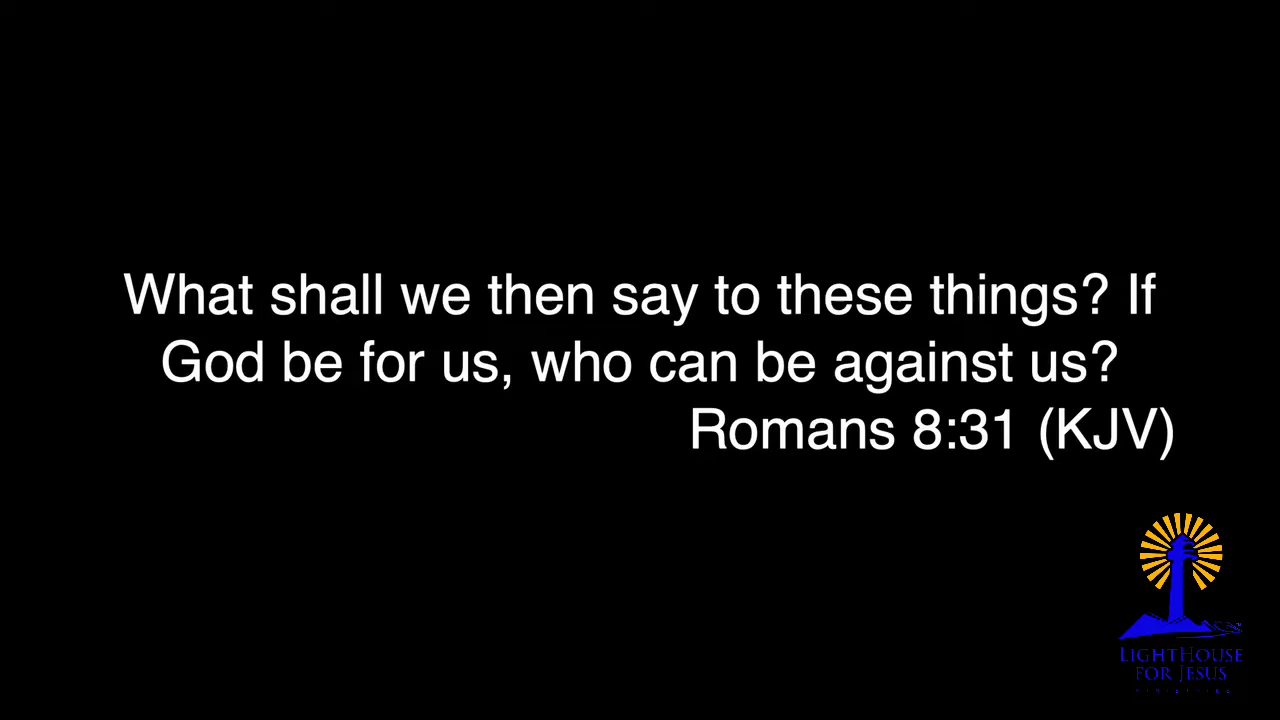 What shall we then say to these things? If
God be for us, who can be against us?
Romans 8:31 (KJV)
LIGHTHOUSE
FOR JESUS
MINISTRIES